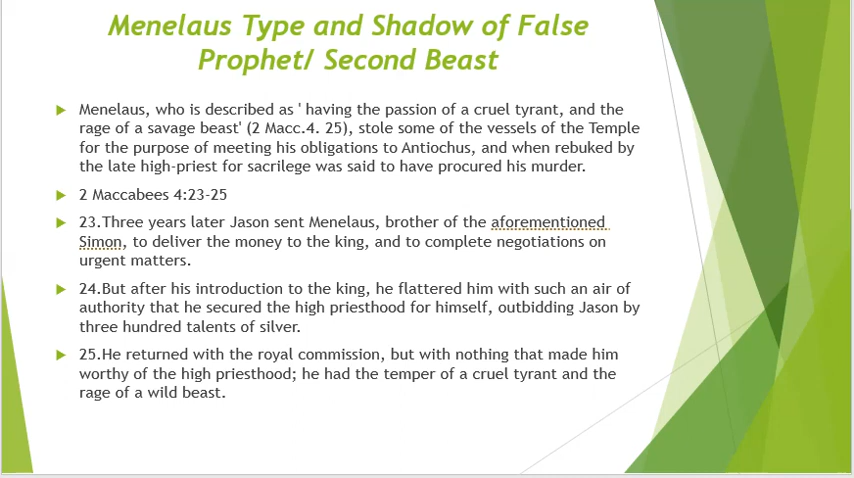 Menelaus Type and Shadow of False
Prophet/ Second Beast
Menelaus, who is described as ' having the passion of a cruel tyrant, and the
rage of a savage beast' (2 Macc.4. 25), stole some of the vessels of the Temple
for the purpose of meeting his obligations to Antiochus, and when rebuked by
the late high-priest for sacrilege was said to have procured his murder.
2 Maccabees 4:23-25
23.Three years later Jason sent Menelaus, brother of the aforementioned
Simon, to deliver the money to the king, and to complete negotiations on
urgent matters.
24.But after his introduction to the king, he flattered him with such an air of
authority that he secured the high priesthood for himself, outbidding Jason by
three hundred talents of silver.
25.He returned with the royal commission, but with nothing that made him
worthy of the high priesthood; he had the temper of a cruel tyrant and the
rage of a wild beast.